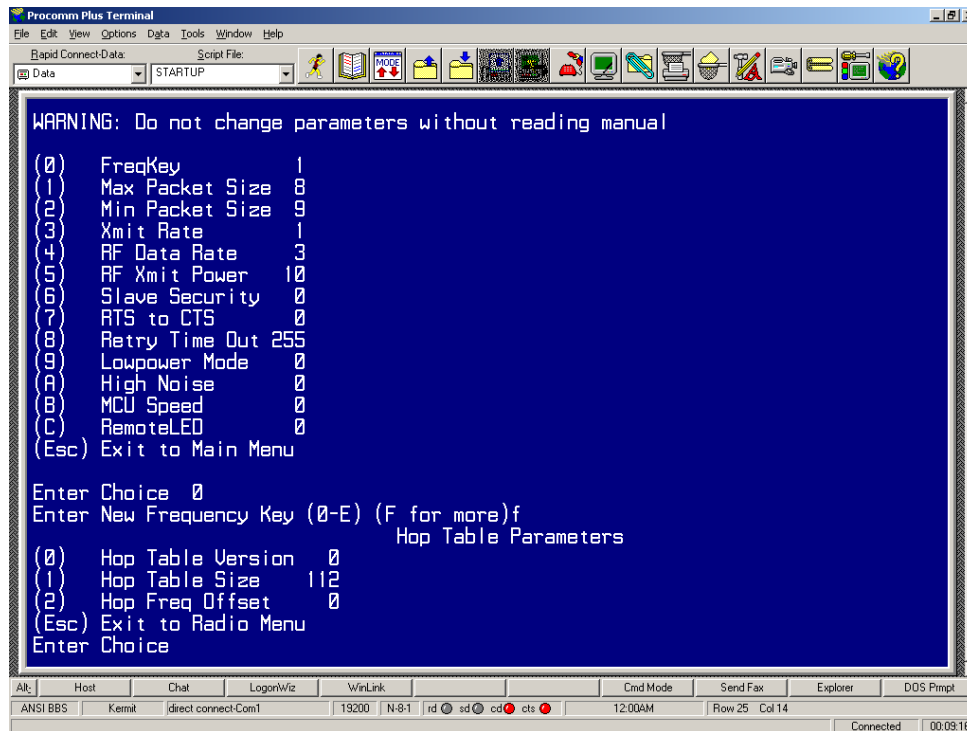 Procomm Plus Terminal
File Edit View Options Data Tools Window Help
Rapid Connect-Data: Script File:
Data STARTUP MODE
WARNING: Do not change parameters without reading manual
(0) FreqKey 1
(1) Max Packet Size 8
(2) Min Packet Size 9
(3) Xmit Rate 1
(4) RF Data Rate 3
(5) RF Xmit Power 10
(6) Slave Security 0
(7) RTS to CTS 0
(8) Retry Time Out 255
(9) Lowpower Mode 0
(A) High Noise 0
(B) MCU Speed 0
(C) RemoteLED 0
(Esc) Exit to Main Menu
Enter Choice 0
Enter New Frequency Key (0-E) (F for more)f
Hop Table Parameters
(0) Hop Table Version 0
(1) Hop Table Size 112
(2) Hop Freq Offset 0
(Esc) Exit to Radio Menu
Enter Choice
Alt: Host Chat LogonWiz WinLink Cmd Mode Send Fax Explorer DOS Prmpt
ANSI BBS Kermit direct connect-Com1 19200 N-8-1 rd sd cd cts 12:00AM Row 25 Col 14
Connected 00:09:16